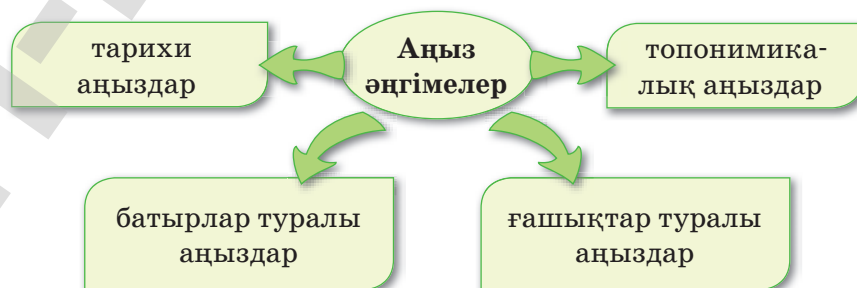 тарихи
аңыздар
Аңыз
әңгімелер
топонимика-
лық аңыздар
батырлар туралы
аңыздар
ғашықтар туралы
аңыздар